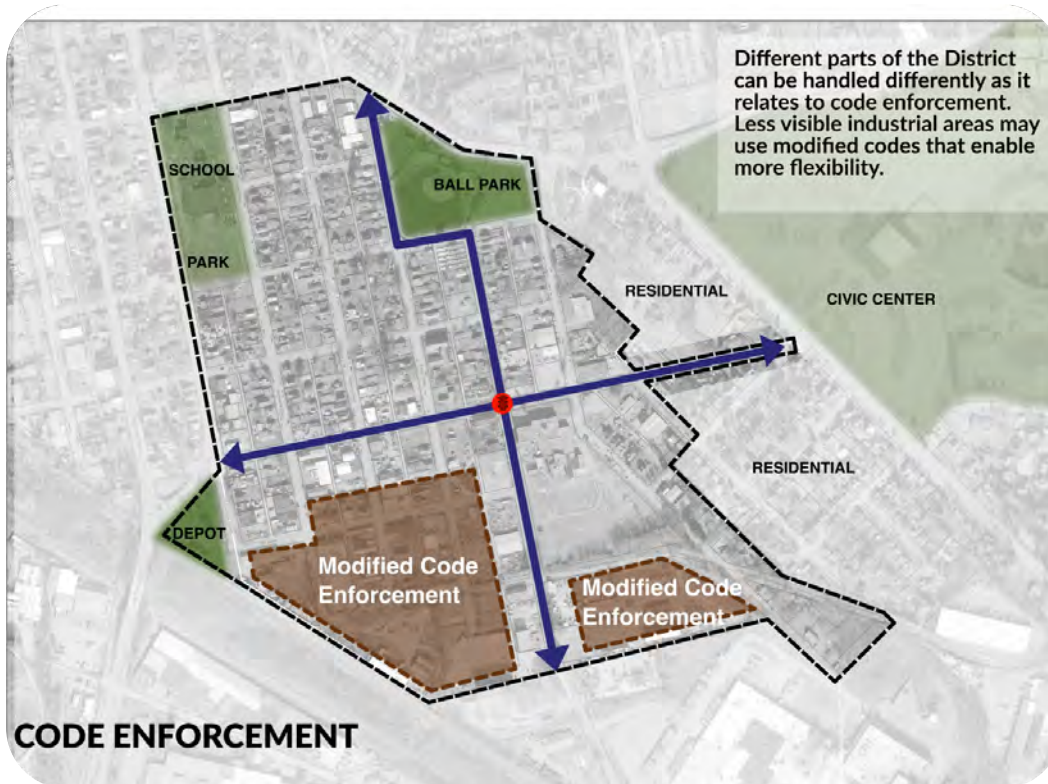 Different parts of the District
can be handled differently as it
relates to code enforcement.
Less visible industrial areas may
use modified codes that enable
more flexibility.
SCHOOL
BALL PARK
PARK
RESIDENTIAL
CIVIC CENTER
RESIDENTIAL
DEPOT
Modified Code
Enforcement
Modified Code
Enforcement
CODE ENFORCEMENT